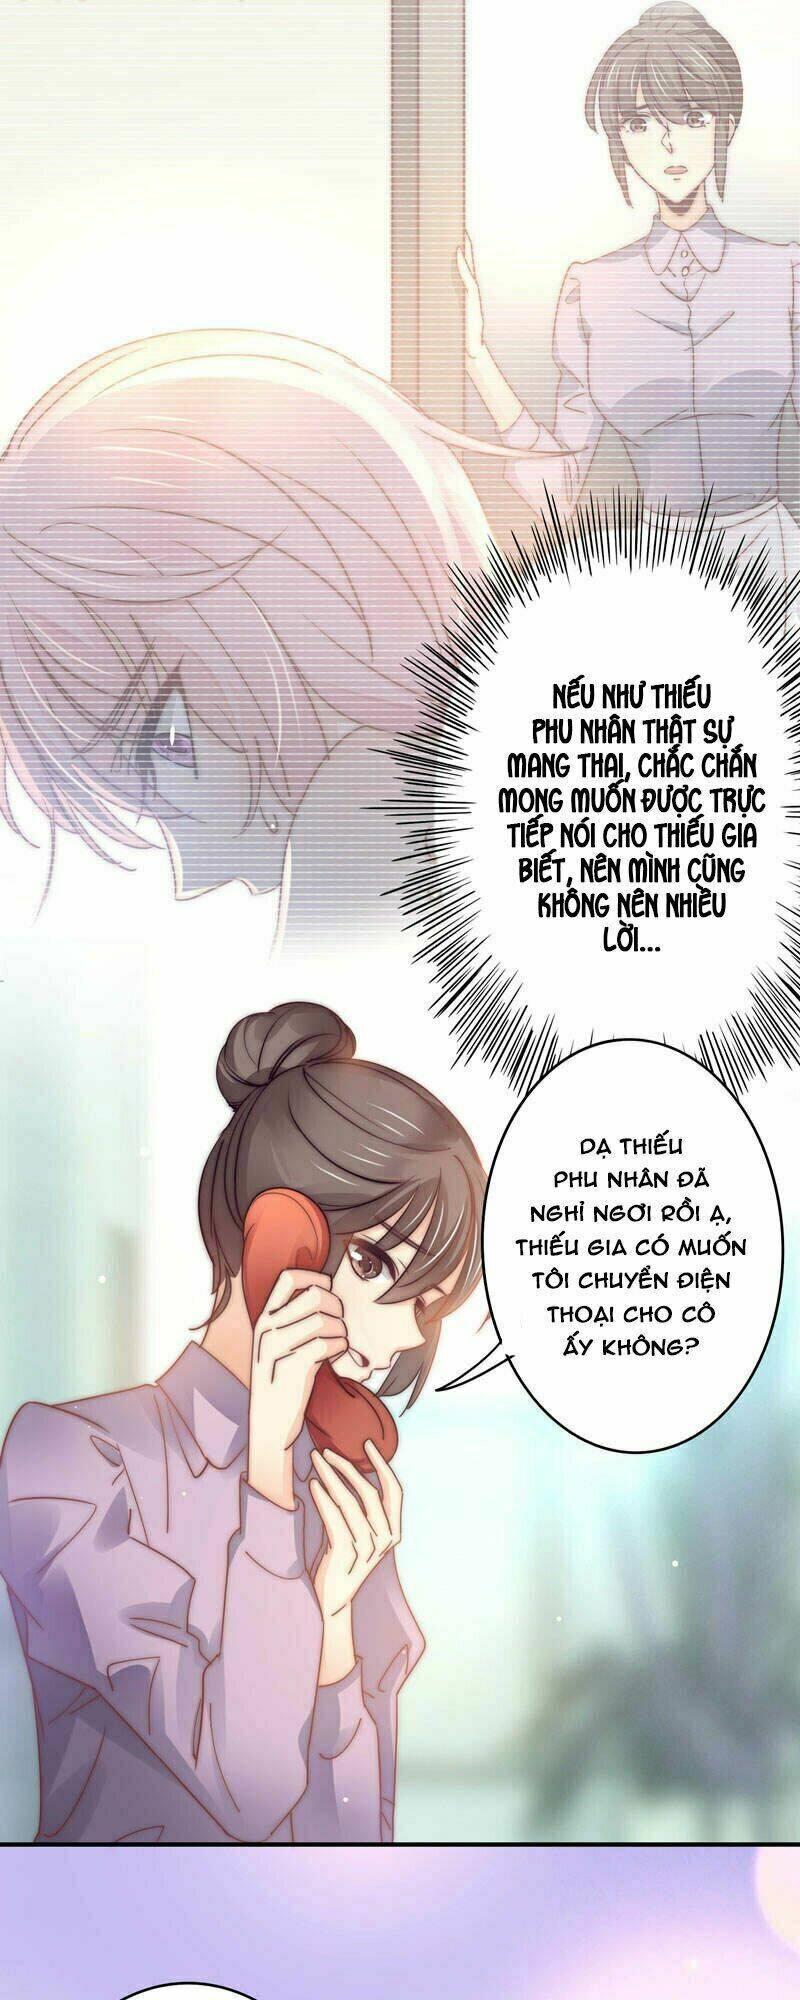 NẾU NHƯ THIẾU
PHU NHÂN THẬT SỰ
MANG THAI, CHẮC CHẮN
MONG MUỐN ĐƯỢC TRỰC
TIẾP NÓI CHO THIẾU GIA
BIẾT, NÊN MÌNH CŨNG
KHÔNG NÊN NHIỀU
LỜI...
DẠ THIẾU
PHU NHÂN ĐÃ
NGHỈ NGƠI RỒI Ạ,
THIẾU GIA CÓ MUỐN
TÔI CHUYỂN ĐIỆN
THOẠI CHO CÔ
ẤY KHÔNG?